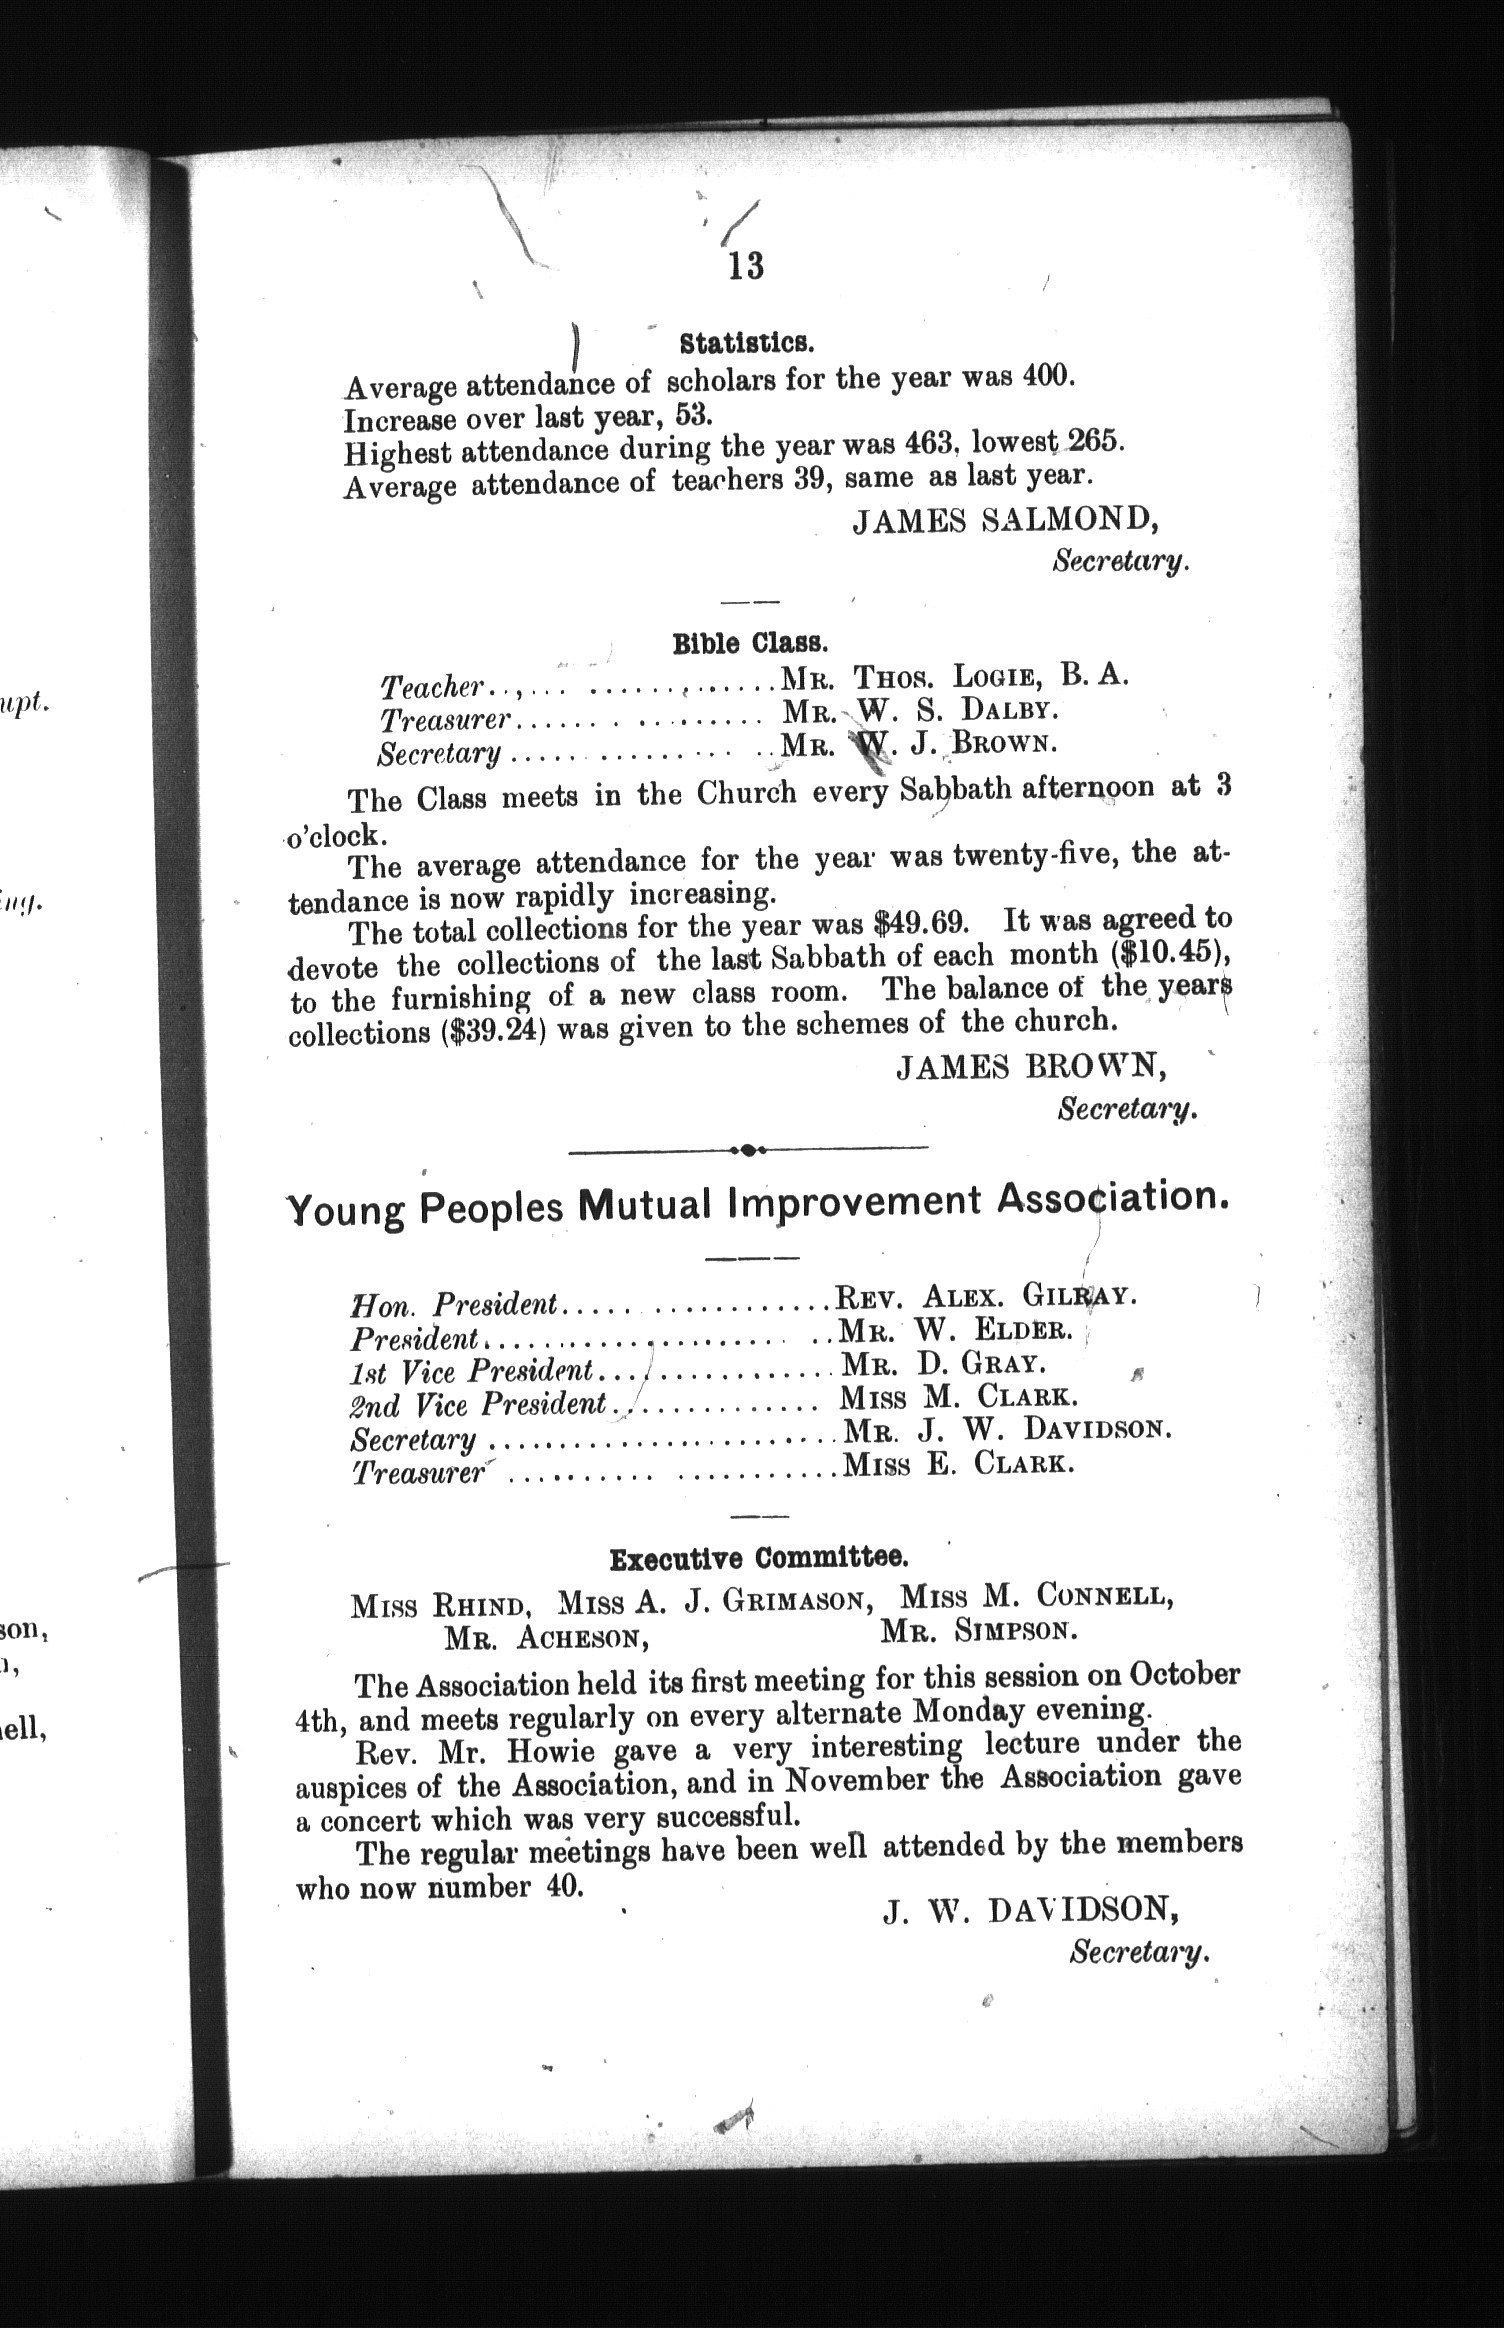 13
Statistics.
Average attendance of scholars for the year was 400.
Increase over last year, 53.
Highest attendance during the year was 463, lowest 265.
Average attendance of teachers 39, same as last year.
JAMES SALMOND,
Secretary.
Bible Class.
Teacher..,... ............. MR. THOS. LOGIE, B. A.
Treasurer................ MR. W. S. DALBY.
Secretary .................. MR. W. J. BROWN.
The Class meets in the Church every Sabbath afternoon at 3
o'clock.
The average attendance for the year was twenty-five, the at-
tendance is now rapidly increasing.
The total collections for the year was $49.69. It was agreed to
devote the collections of the last Sabbath of each month ($10.45),
to the furnishing of a new class room. The balance of the years
collections ($39.24) was given to the schemes of the church.
JAMES BROWN,
Secretary.
Young Peoples Mutual Improvement Association.
Hon. President....................REV. ALEX. GILRAY.
President........................MR. W. ELDER.
1st Vice President.................MR. D. GRAY.
2nd Vice President............... MISS M. CLARK.
Secretary .........................MR. J. W. DAVIDSON.
Treasurer ......................MISS E. CLARK.
Executive Committee.
MISS RHIND, MISS A. J. GRIMASON, MISS M. CONNELL,
MR. ACHESON, MR. SIMPSON.
The Association held its first meeting for this session on October
4th, and meets regularly on every alternate Monday evening.
Rev. Mr. Howie gave a very interesting lecture under the
auspices of the Association, and in November the Association gave
a concert which was very successful.
The regular meetings have been well attended by the members
who now number 40.
J. W. DAVIDSON,
Secretary.